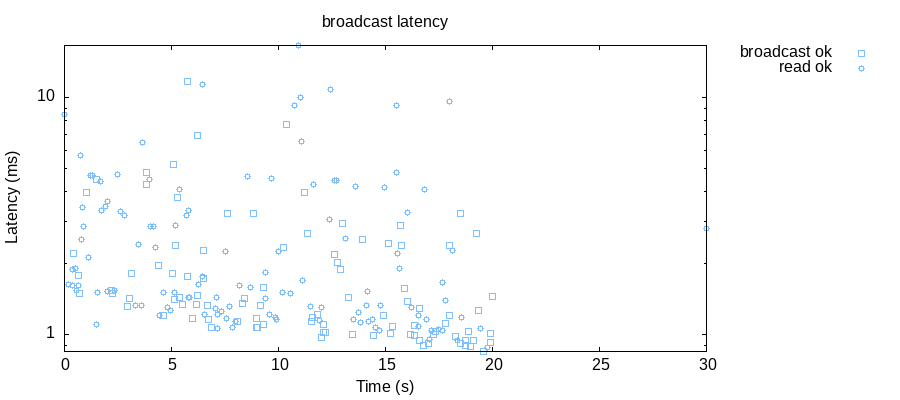 broadcast latency
broadcast ok
read ok
10
1
Latency (ms)
0 5 10 15 20 25 30
Time (s)